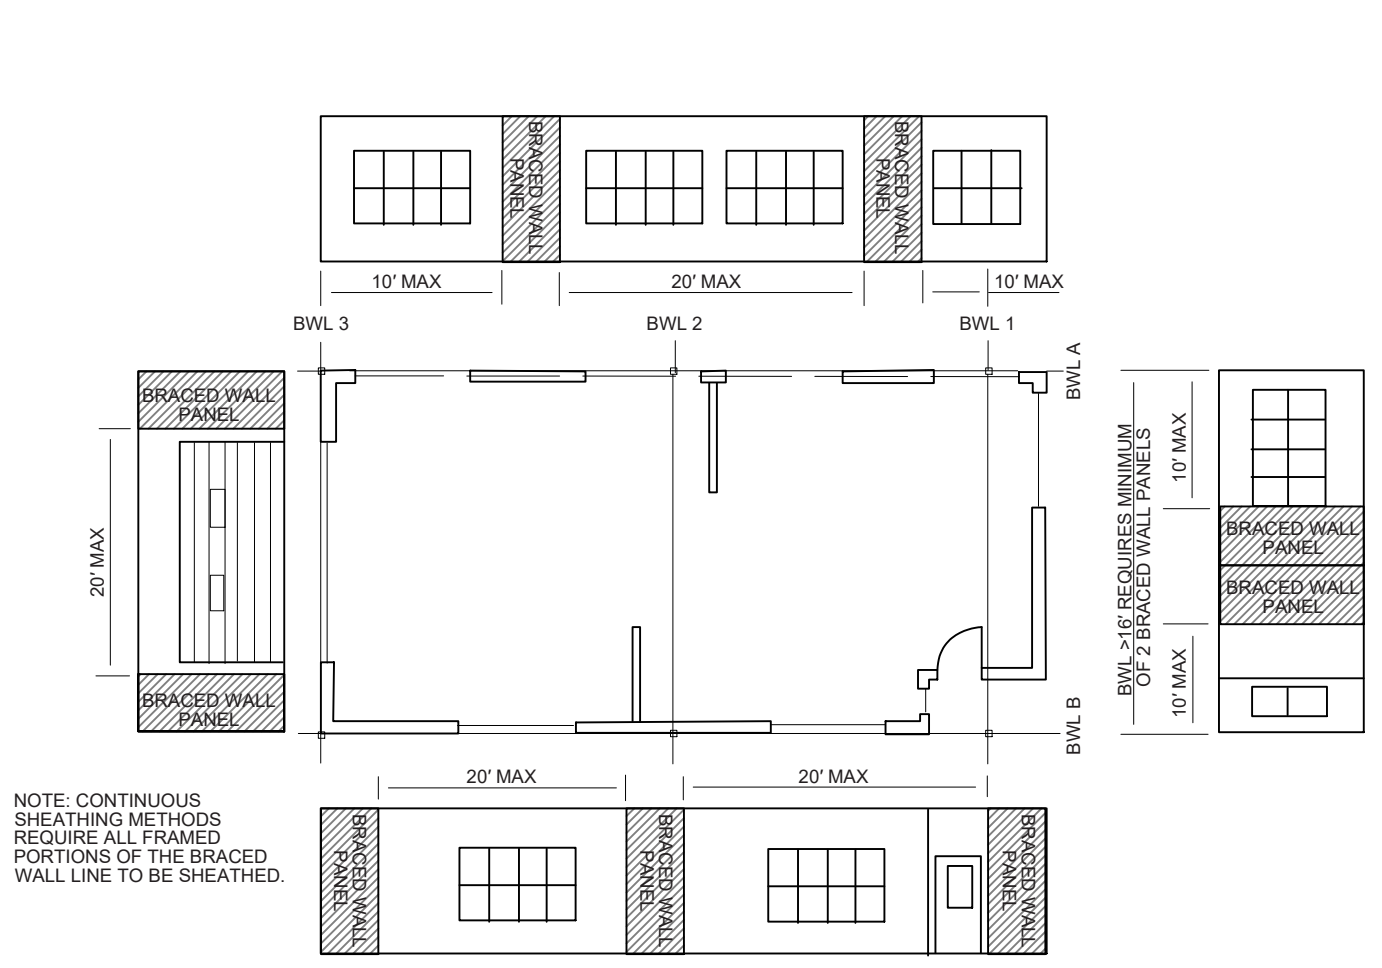 BRACED WALL
PANEL
BRACED WALL
PANEL
10′ MAX
20′ MAX
10′ MAX
BWL 3
BWL 2
BWL 1
BWL A
BRACED WALL
PANEL
20′ MAX
BRACED WALL
PANEL
BWL >16′ REQUIRES MINIMUM
OF 2 BRACED WALL PANELS
10′ MAX
BRACED WALL
PANEL
BRACED WALL
PANEL
10′ MAX
BWL B
20′ MAX
20′ MAX
NOTE: CONTINUOUS
SHEATHING METHODS
REQUIRE ALL FRAMED
PORTIONS OF THE BRACED
WALL LINE TO BE SHEATHED.
BRACED WALL
PANEL
BRACED WALL
PANEL
BRACED WALL
PANEL